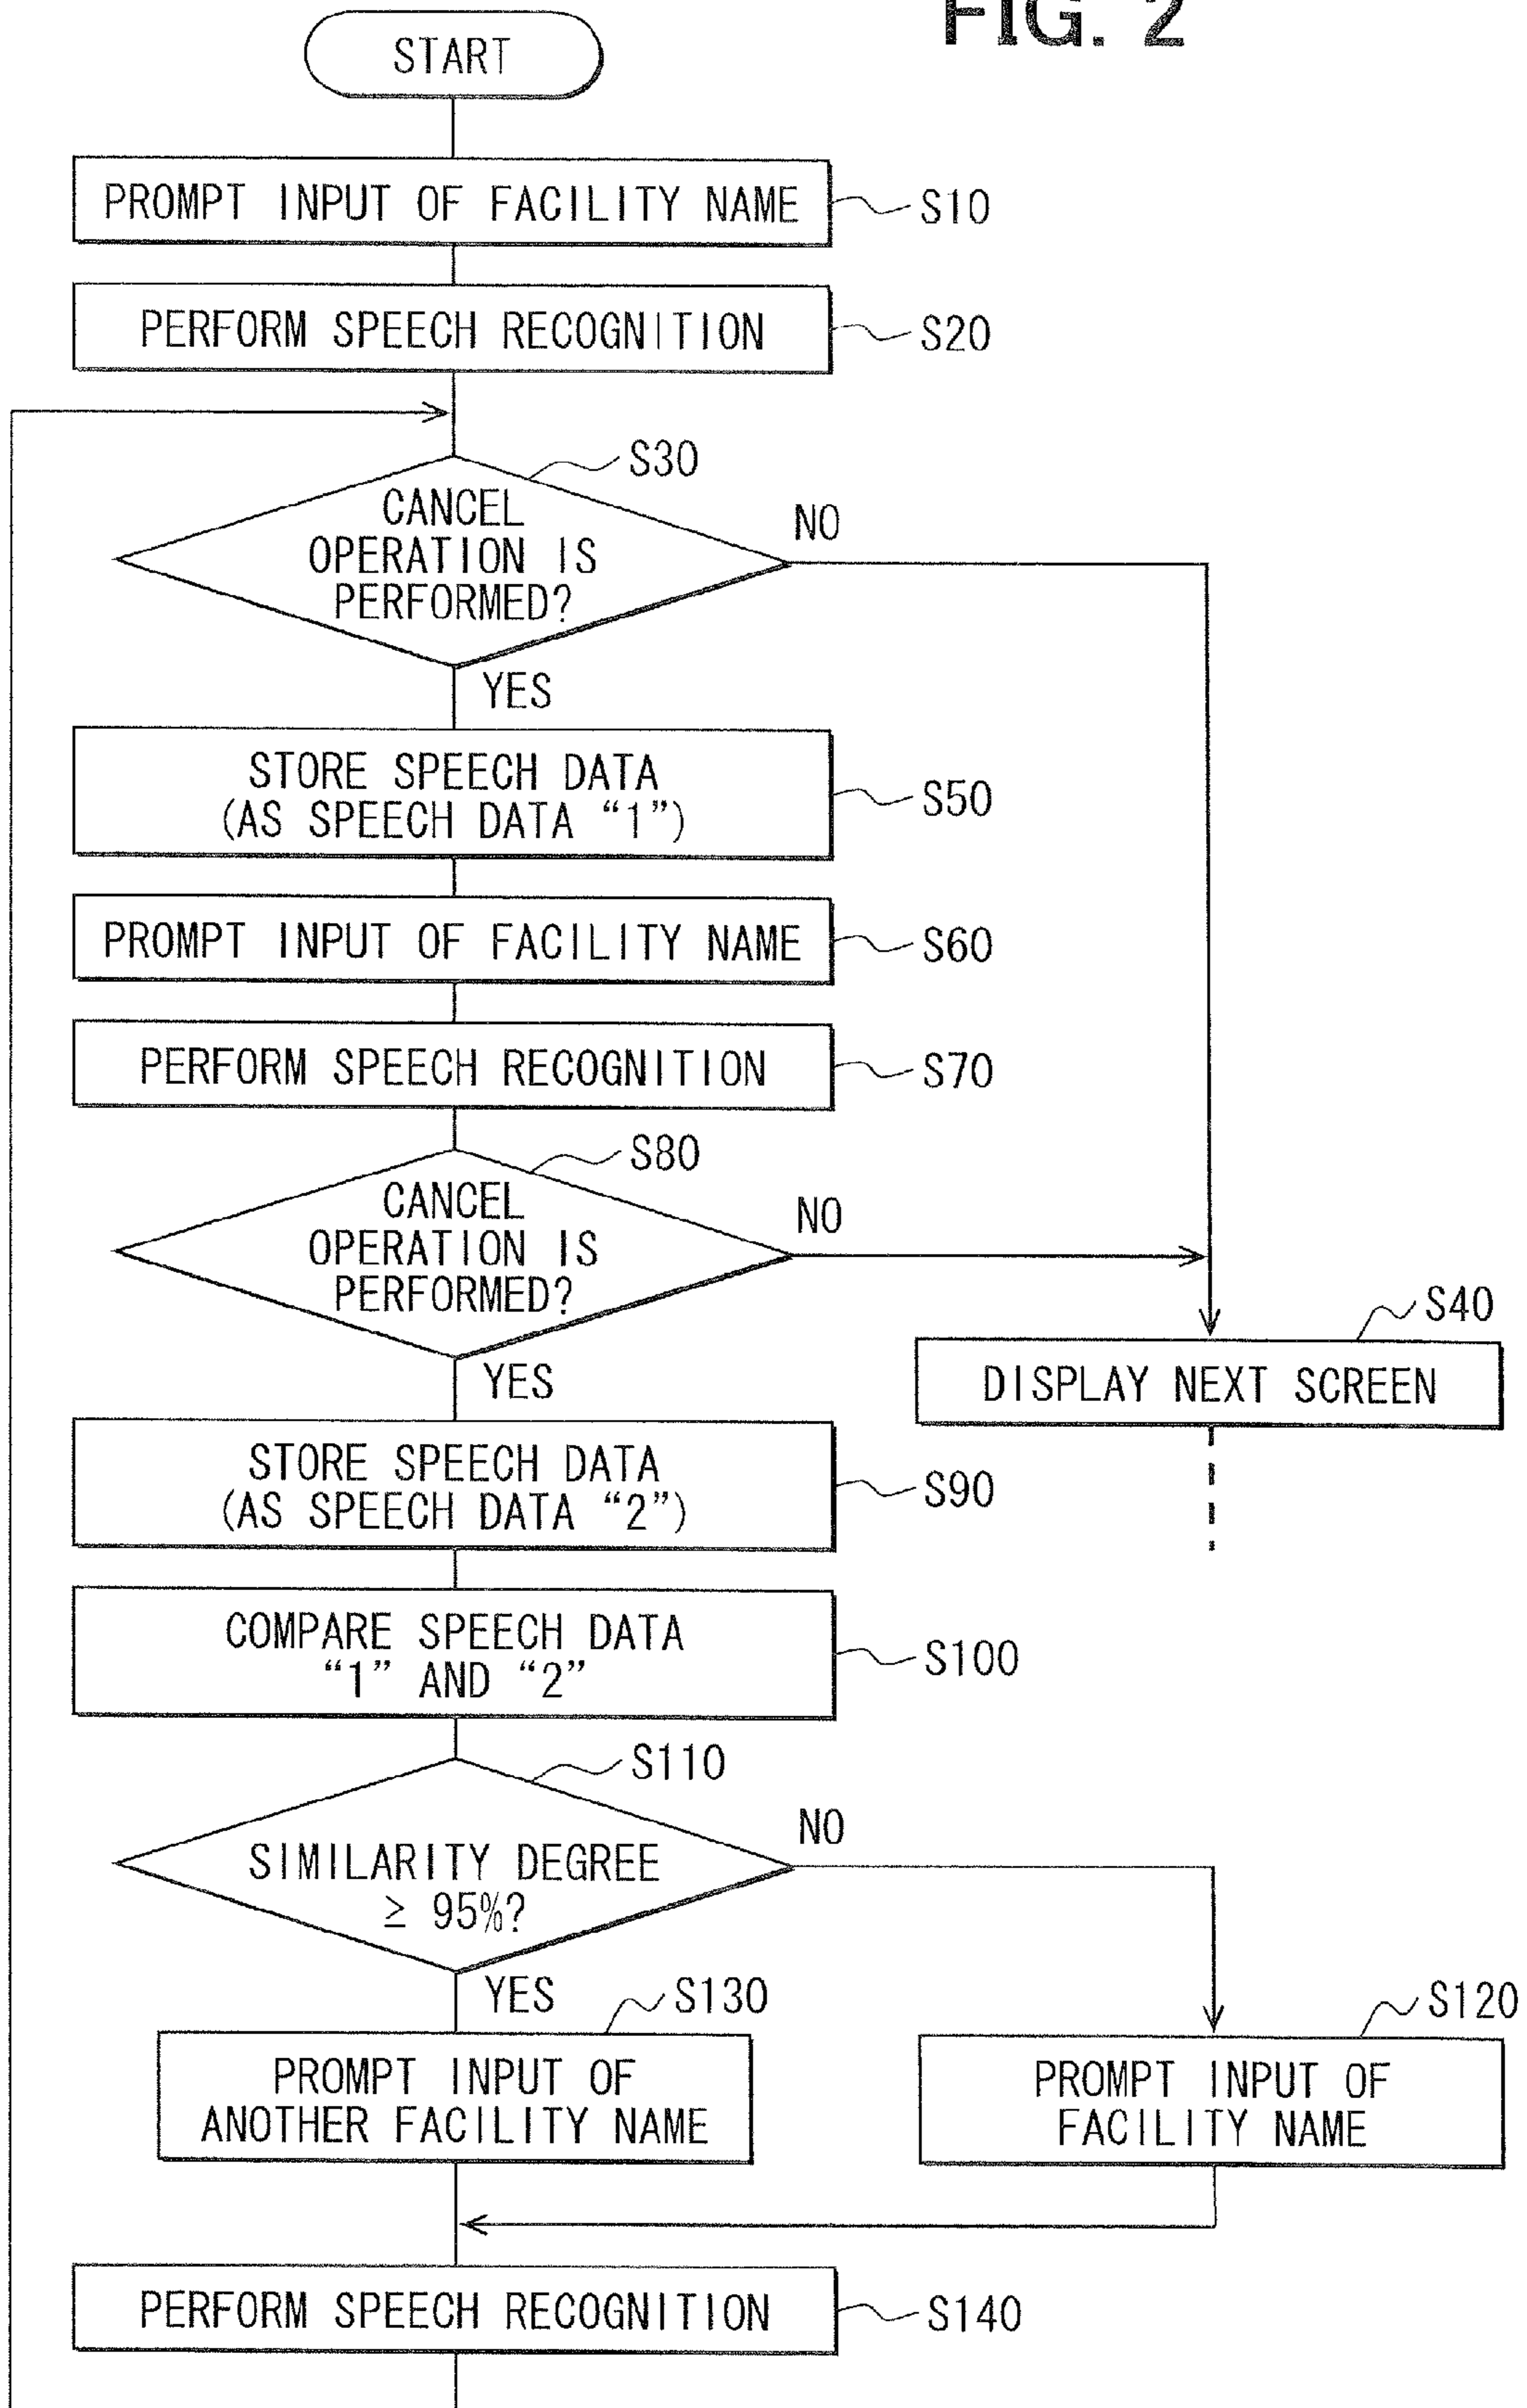 FIG. 2
START
PROMPT INPUT OF FACILITY NAME
S10
PERFORM SPEECH RECOGNITION
S20
S30
CANCEL
OPERATION IS
PERFORMED?
NO
YES
STORE SPEECH DATA
(AS SPEECH DATA “1”)
S50
PROMPT INPUT OF FACILITY NAME
S60
PERFORM SPEECH RECOGNITION
S70
S80
CANCEL
OPERATION IS
PERFORMED?
NO
YES
S40
DISPLAY NEXT SCREEN
STORE SPEECH DATA
(AS SPEECH DATA “2”)
S90
COMPARE SPEECH DATA
“1” AND “2”
S100
S110
SIMILARITY DEGREE
≥ 95%?
NO
YES
S130
PROMPT INPUT OF
ANOTHER FACILITY NAME
S120
PROMPT INPUT OF
FACILITY NAME
PERFORM SPEECH RECOGNITION
S140